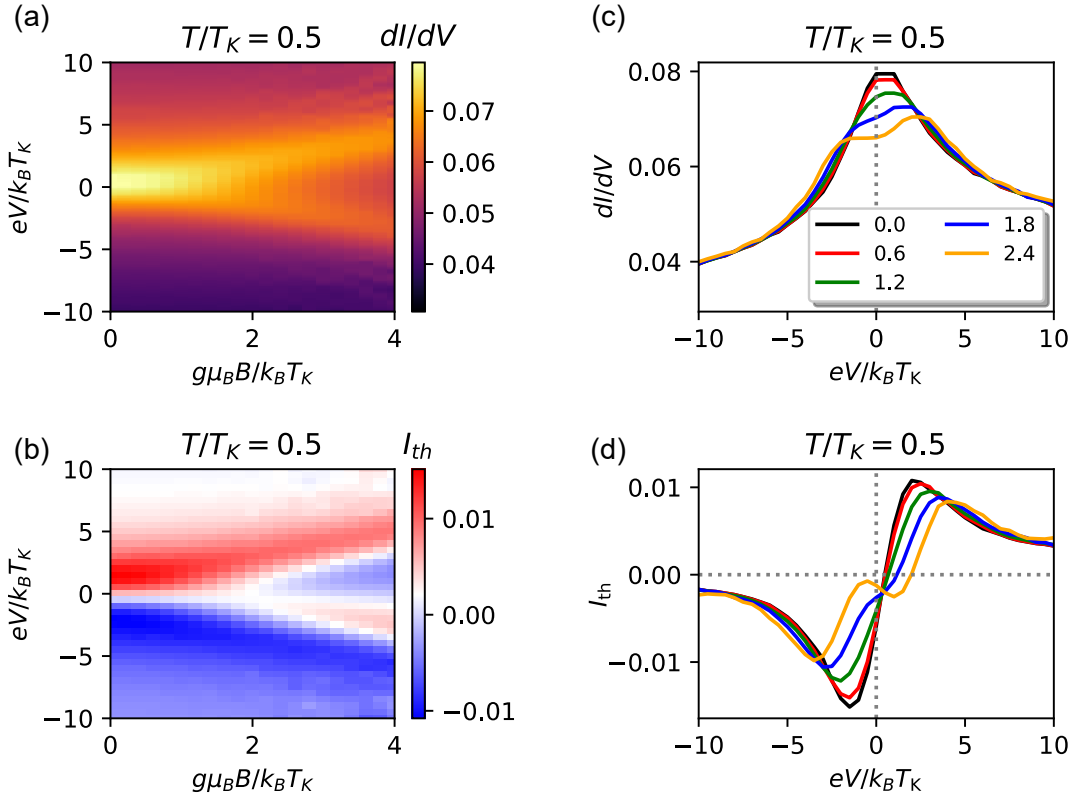 (a)
T/T_K = 0.5
dI/dV
10
5
0
−5
−10
eV/k_BT_K
0
2
4
gμ_BB/k_BT_K
0.07
0.06
0.05
0.04
(c)
T/T_K = 0.5
0.08
0.06
0.04
dI/dV
0.0
0.6
1.2
1.8
2.4
−10
−5
0
5
10
eV/k_BT_K
(b)
T/T_K = 0.5
I_th
10
5
0
−5
−10
eV/k_BT_K
0
2
4
gμ_BB/k_BT_K
0.01
0.00
−0.01
(d)
T/T_K = 0.5
0.01
0.00
−0.01
I_th
−10
−5
0
5
10
eV/k_BT_K